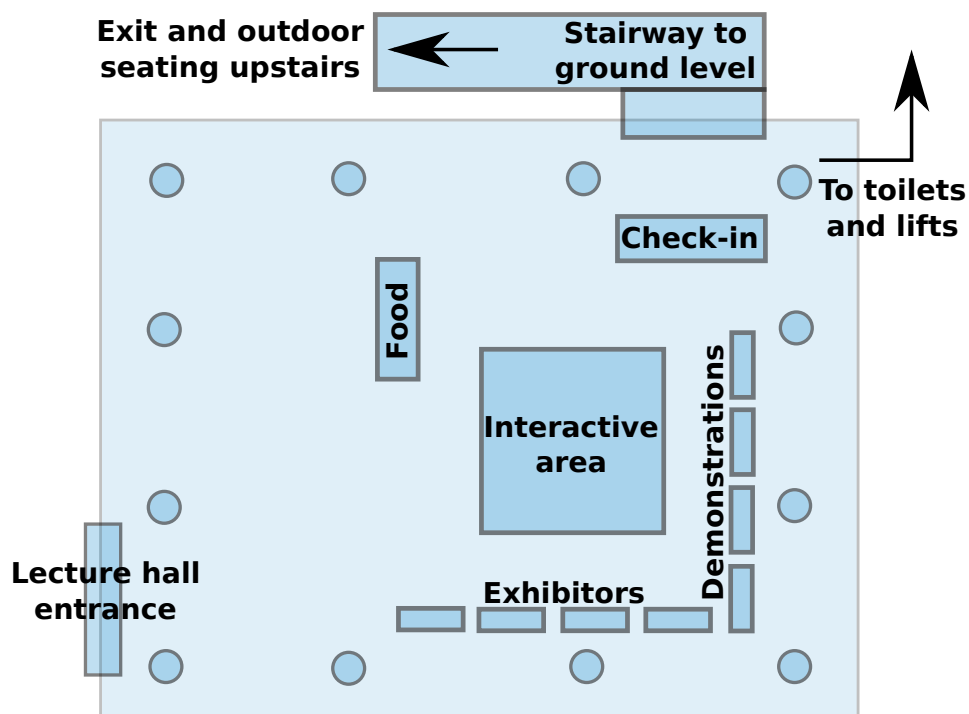 Exit and outdoor
seating upstairs
Stairway to
ground level
To toilets
and lifts
Check-in
Food
Interactive
area
Demonstrations
Lecture hall
entrance
Exhibitors